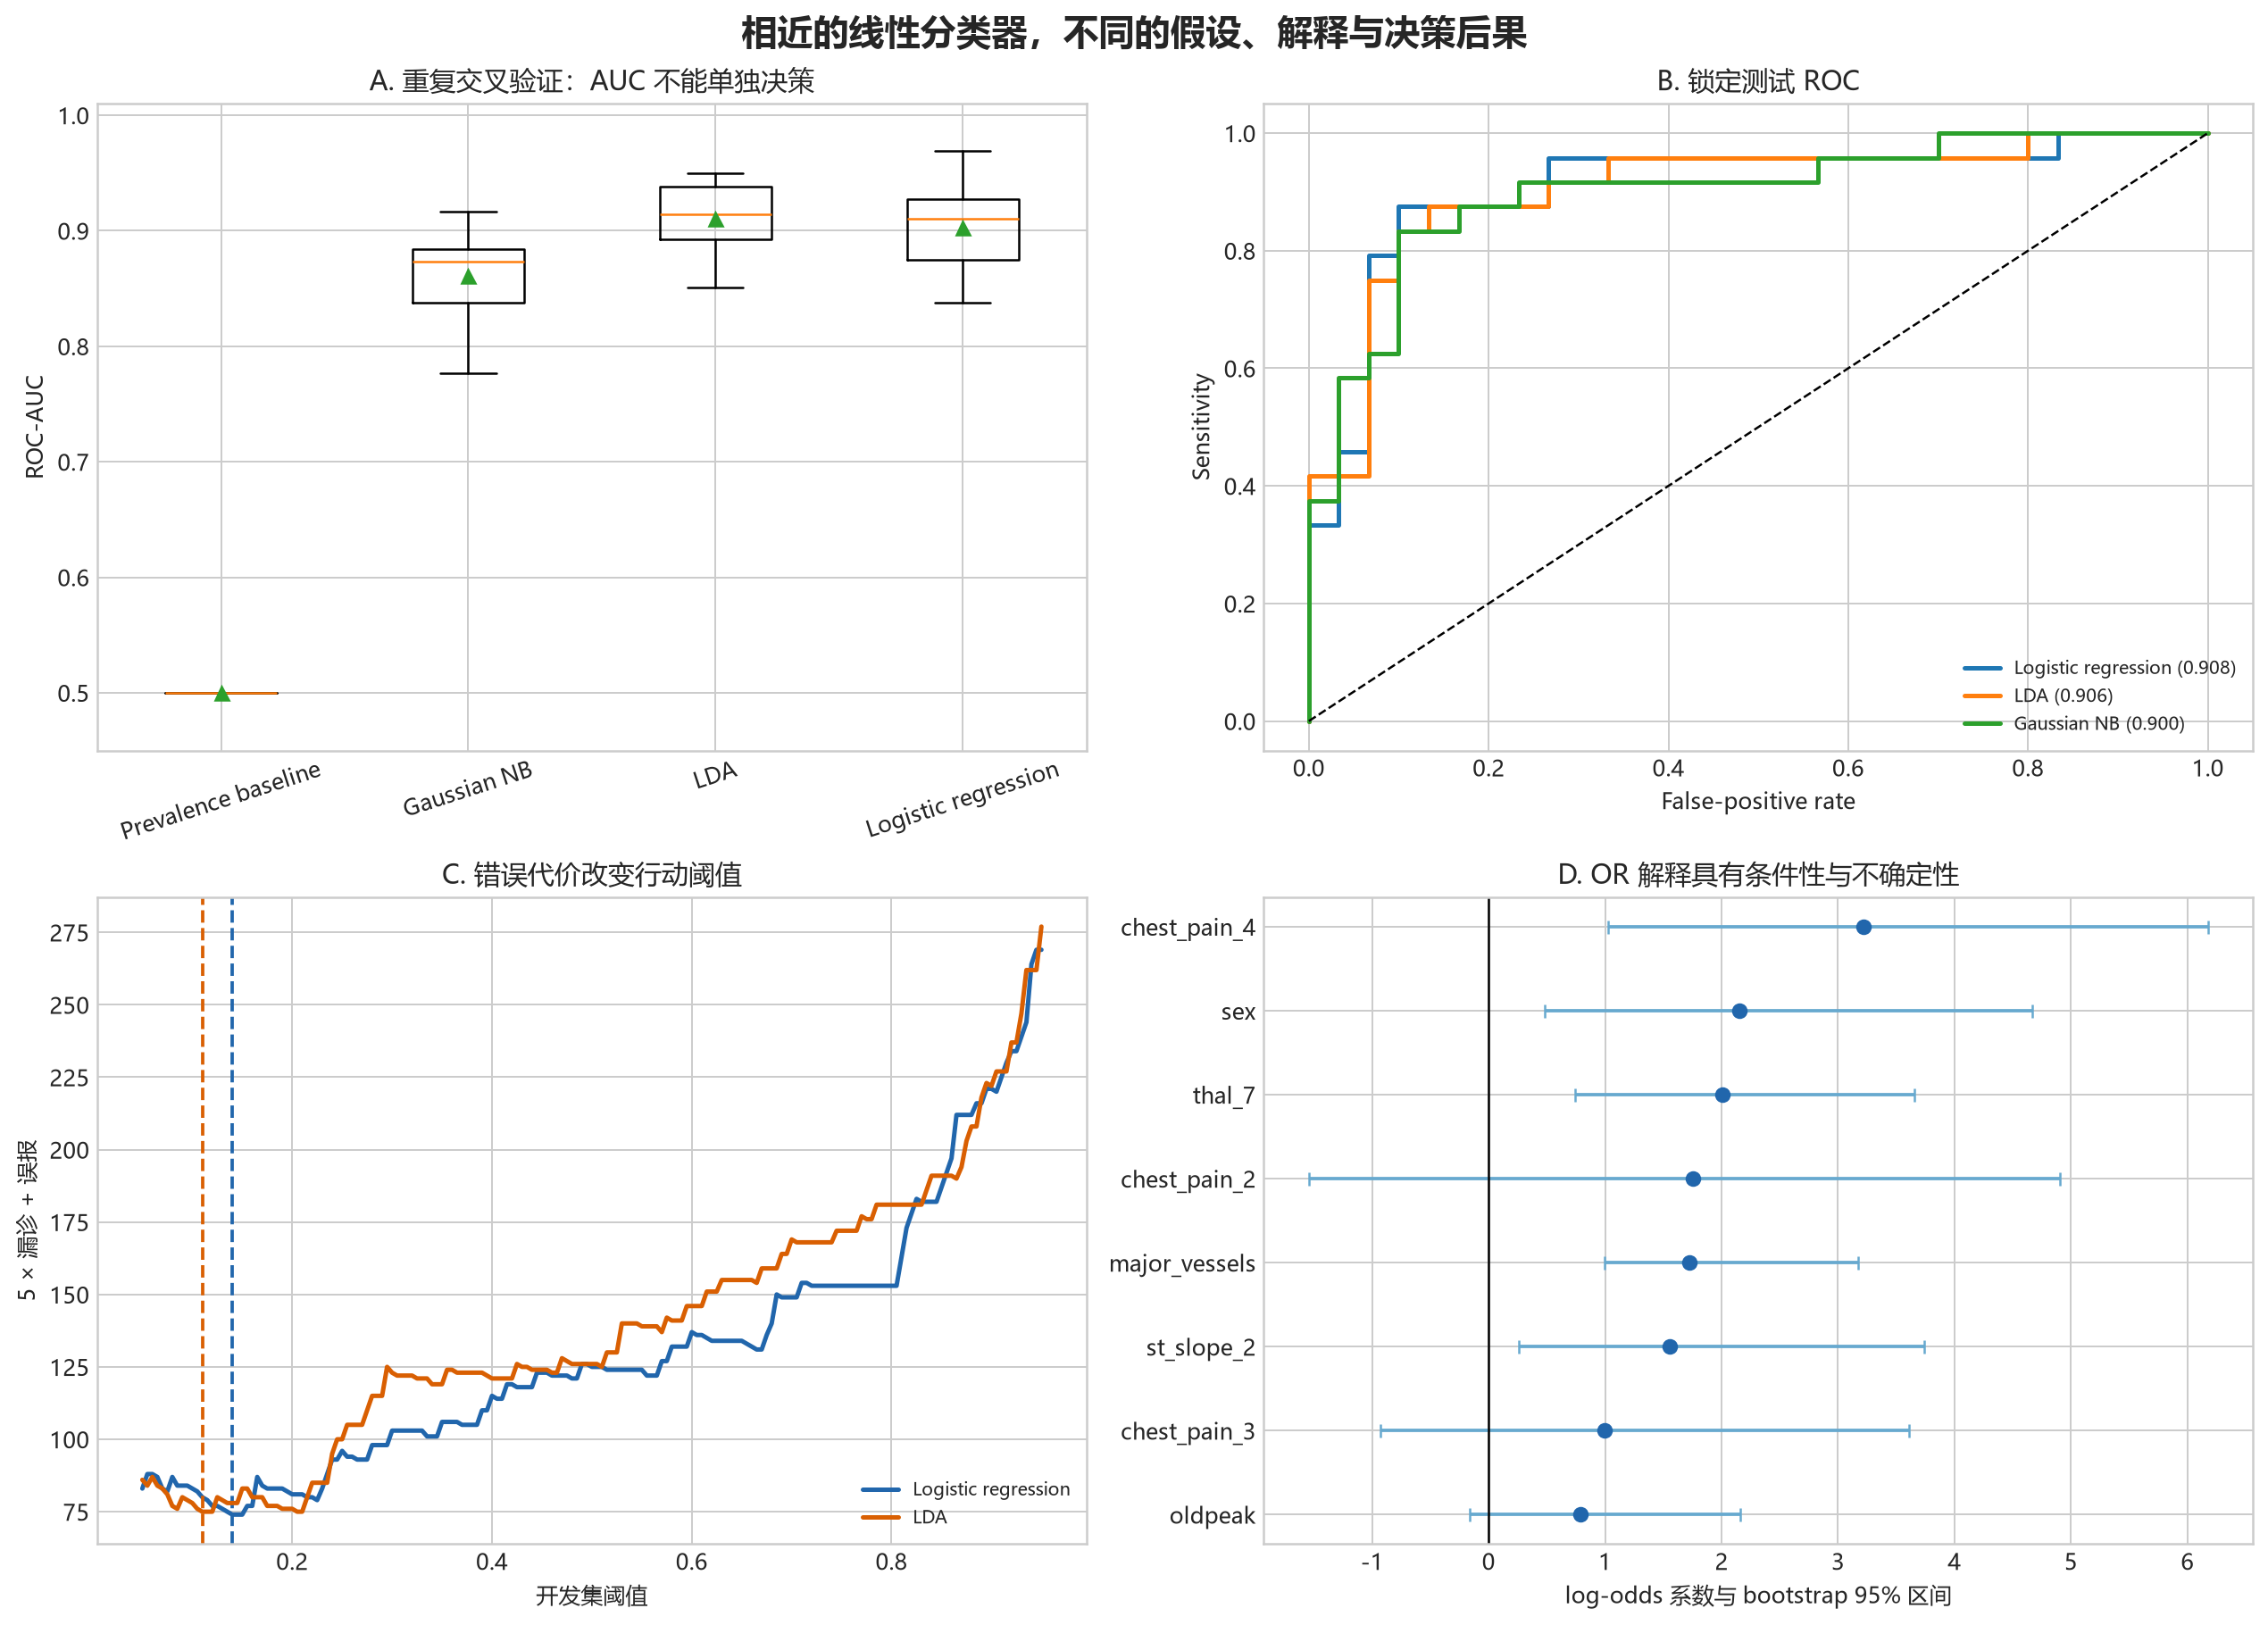 相近的线性分类器，不同的假设、解释与决策后果
A. 重复交叉验证：AUC 不能单独决策
ROC-AUC
1.0
0.9
0.8
0.7
0.6
0.5
Prevalence baseline
Gaussian NB
LDA
Logistic regression
B. 锁定测试 ROC
Sensitivity
1.0
0.8
0.6
0.4
0.2
0.0
Logistic regression (0.908)
LDA (0.906)
Gaussian NB (0.900)
0.0 0.2 0.4 0.6 0.8 1.0
False-positive rate
C. 错误代价改变行动阈值
5 × 漏诊 + 误报
275
250
225
200
175
150
125
100
75
Logistic regression
LDA
0.2 0.4 0.6 0.8
开发集阈值
D. OR 解释具有条件性与不确定性
chest_pain_4
sex
thal_7
chest_pain_2
major_vessels
st_slope_2
chest_pain_3
oldpeak
-1 0 1 2 3 4 5 6
log-odds 系数与 bootstrap 95% 区间